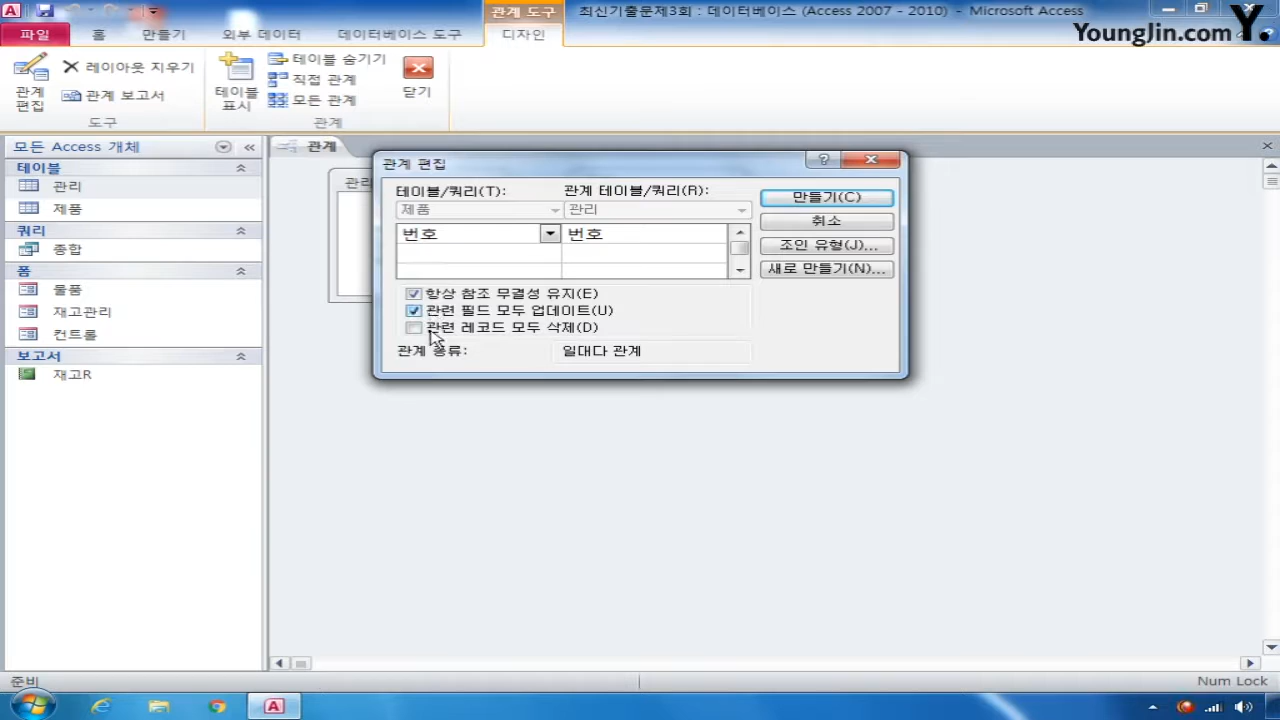 관계 도구
최신기출문제3회 : 데이터베이스 (Access 2007 - 2010) - Microsoft Access
YoungJin.com Y.
파일 홈 만들기 외부 데이터 데이터베이스 도구 디자인
관계 편집
레이아웃 지우기
관계 보고서
도구
테이블 표시
테이블 숨기기
직접 관계
모든 관계
닫기
관계
모든 Access 개체
테이블
관리
제품
쿼리
종합
폼
물품
재고관리
컨트롤
보고서
재고R
관계
관리
관계 편집
테이블/쿼리(T): 관계 테이블/쿼리(R):
제품 관리
번호 번호
만들기(C)
취소
조인 유형(J)...
새로 만들기(N)...
항상 참조 무결성 유지(E)
관련 필드 모두 업데이트(U)
관련 레코드 모두 삭제(D)
관계 종류: 일대다 관계
준비
Num Lock